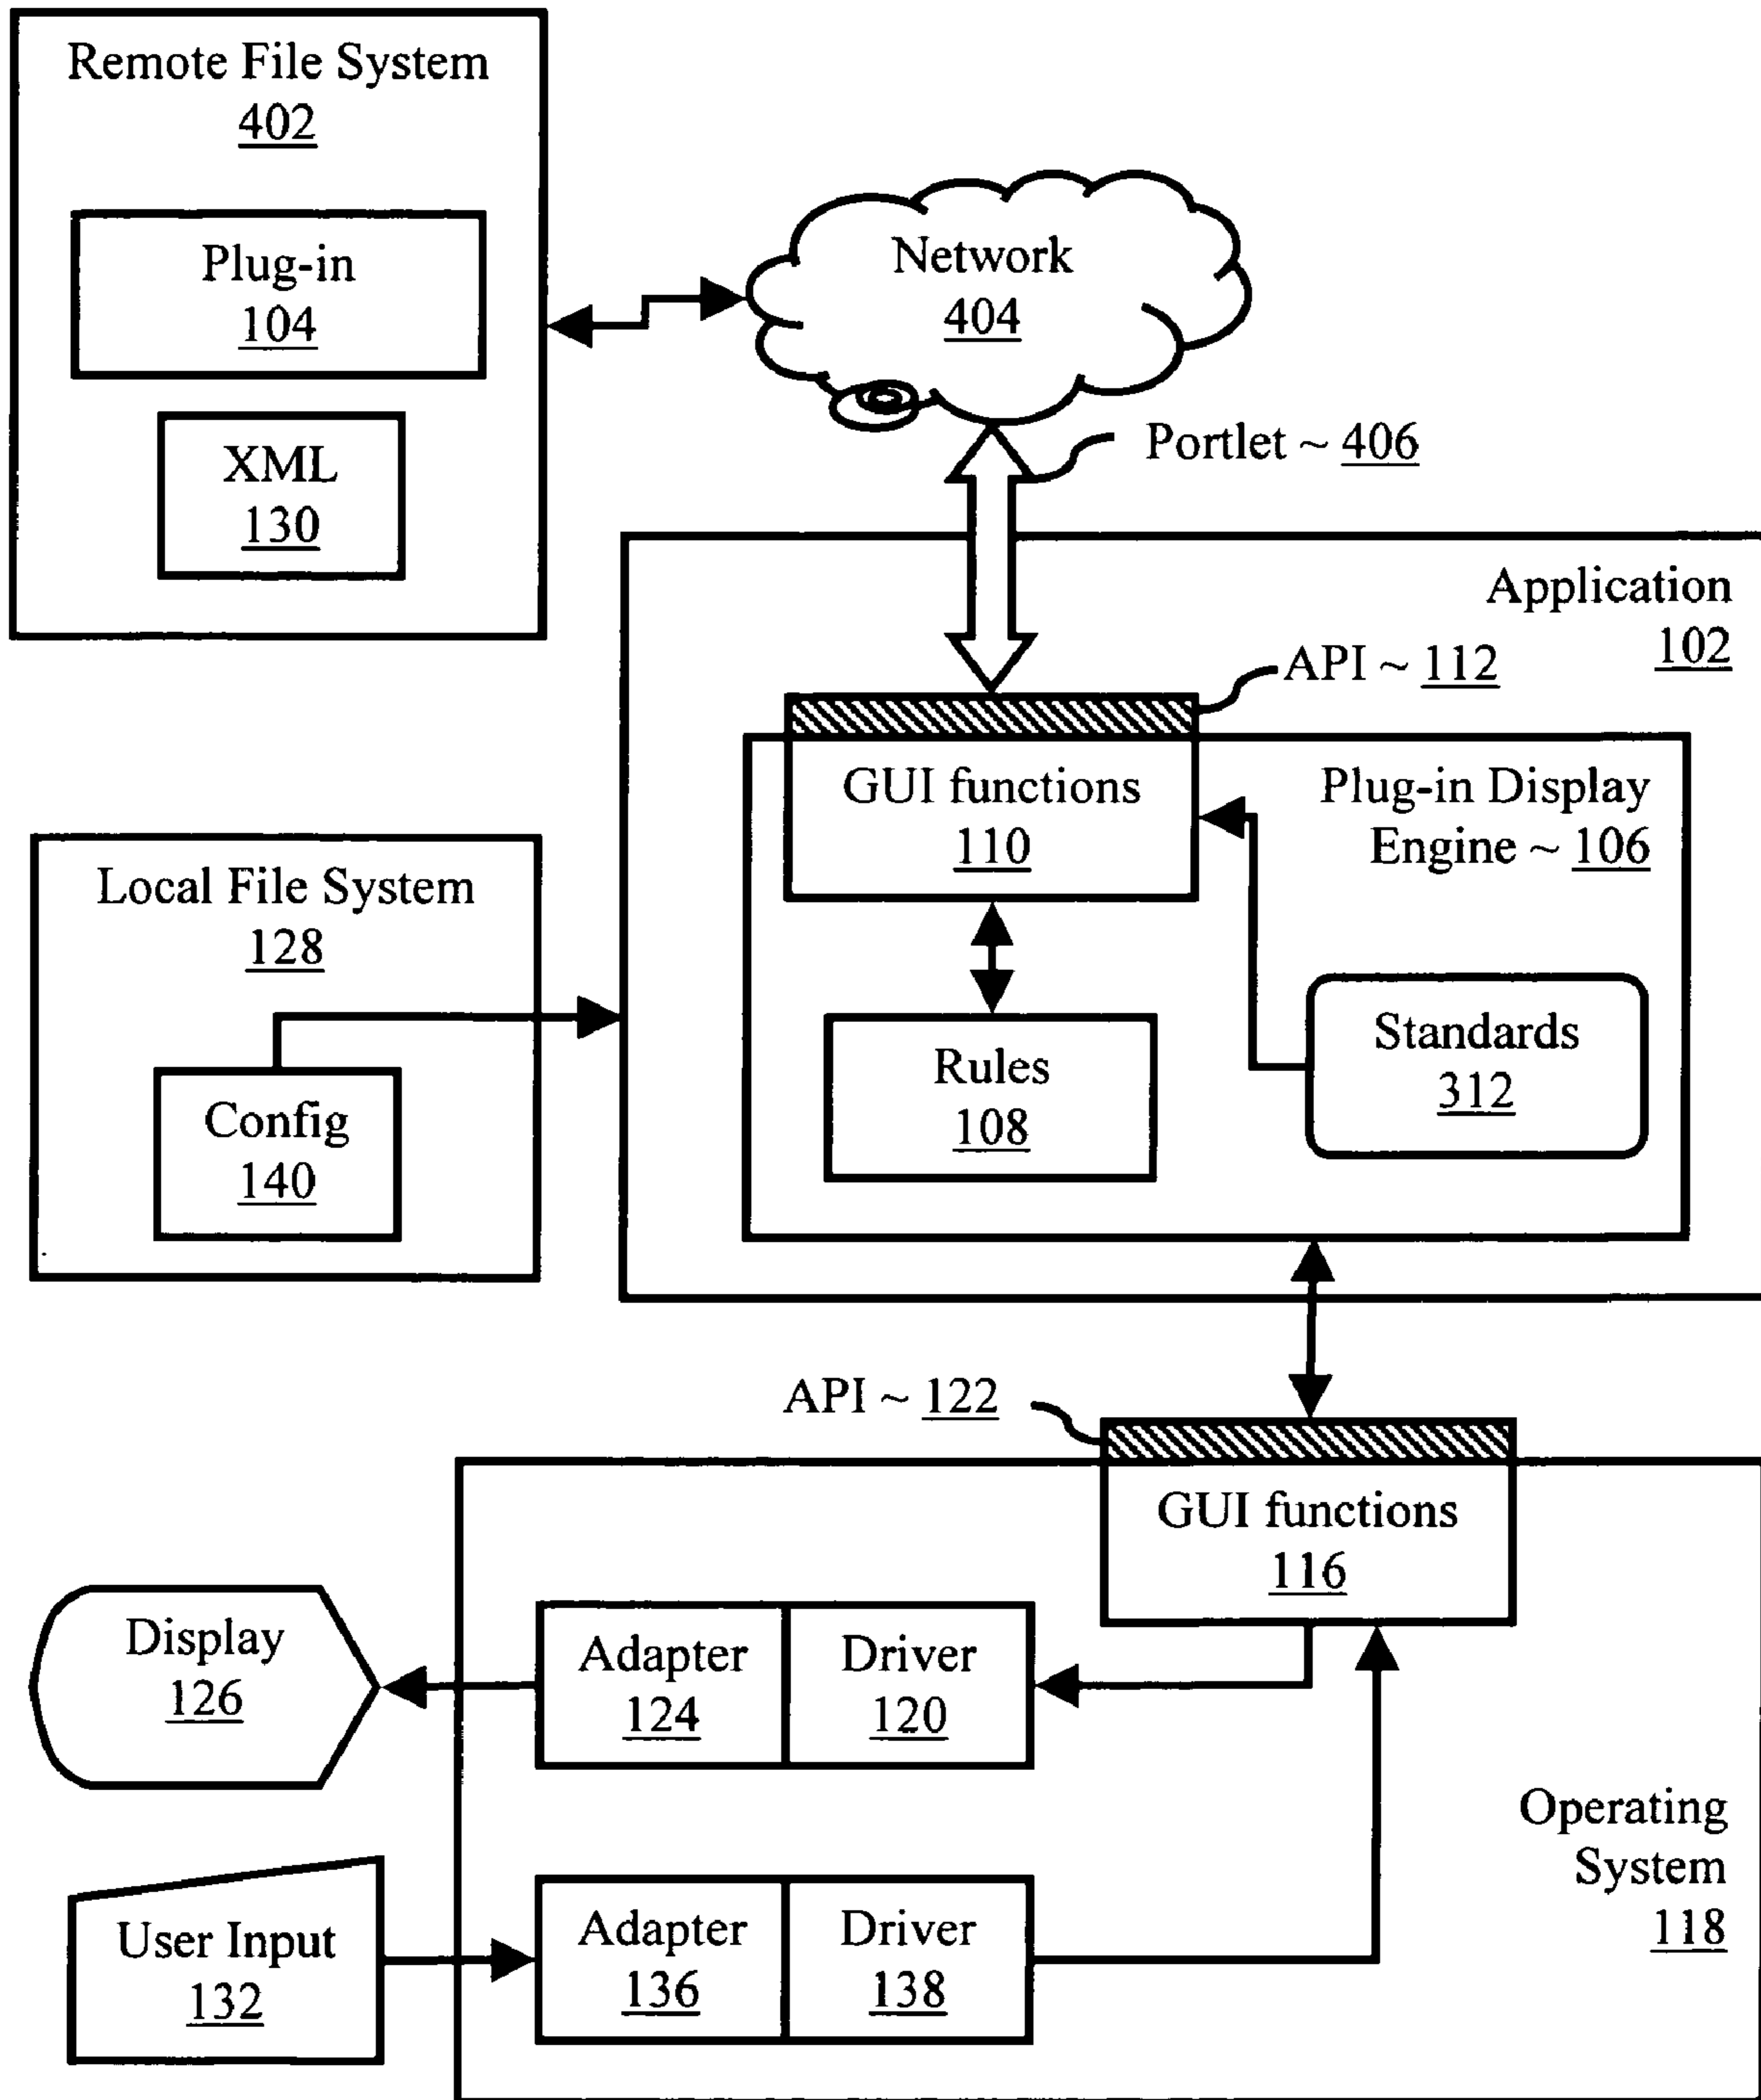 Remote File System
402
Plug-in
104
XML
130
Network
404
Portlet ~ 406
Application
102
API ~ 112
GUI functions
110
Plug-in Display
Engine ~ 106
Rules
108
Standards
312
Local File System
128
Config
140
API ~ 122
GUI functions
116
Display
126
Adapter
124
Driver
120
Operating
System
118
User Input
132
Adapter
136
Driver
138